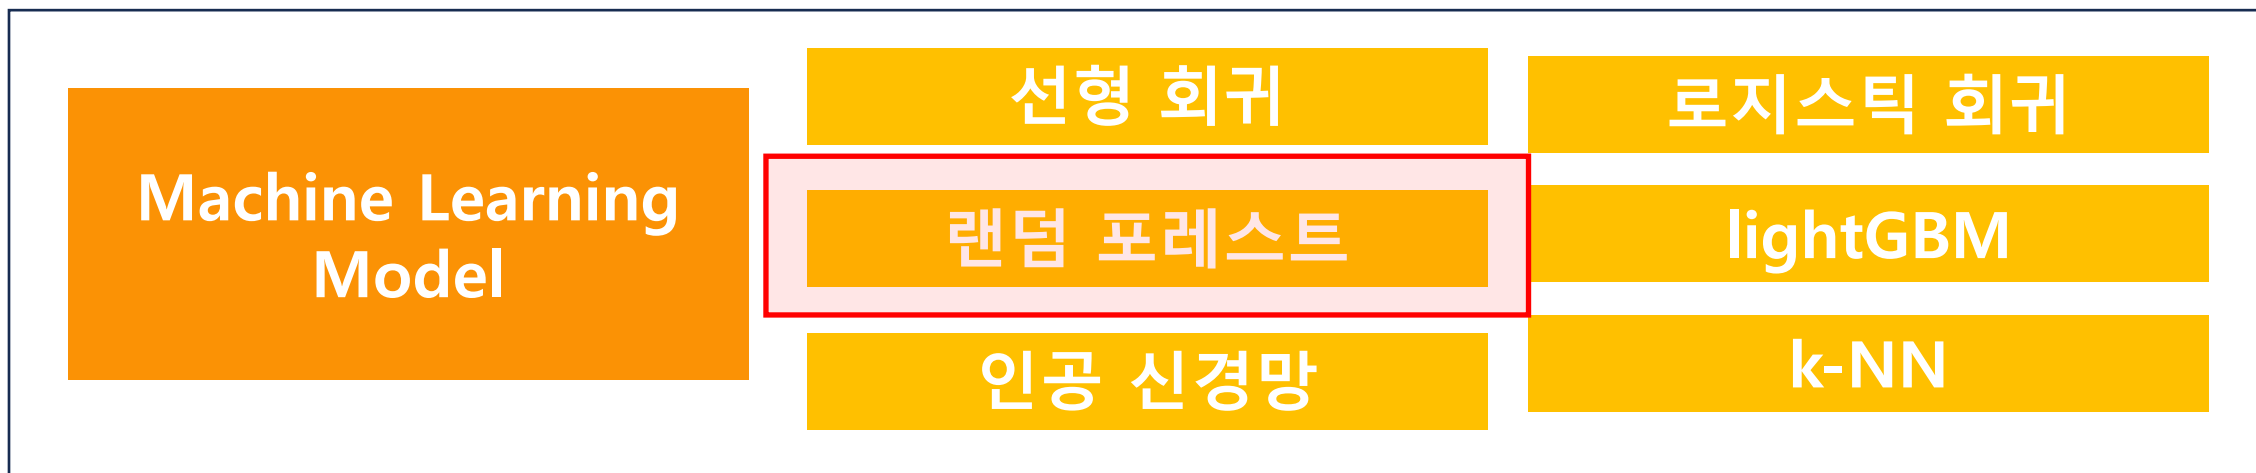 Machine Learning
Model
선형 회귀
랜덤 포레스트
인공 신경망
로지스틱 회귀
lightGBM
k-NN